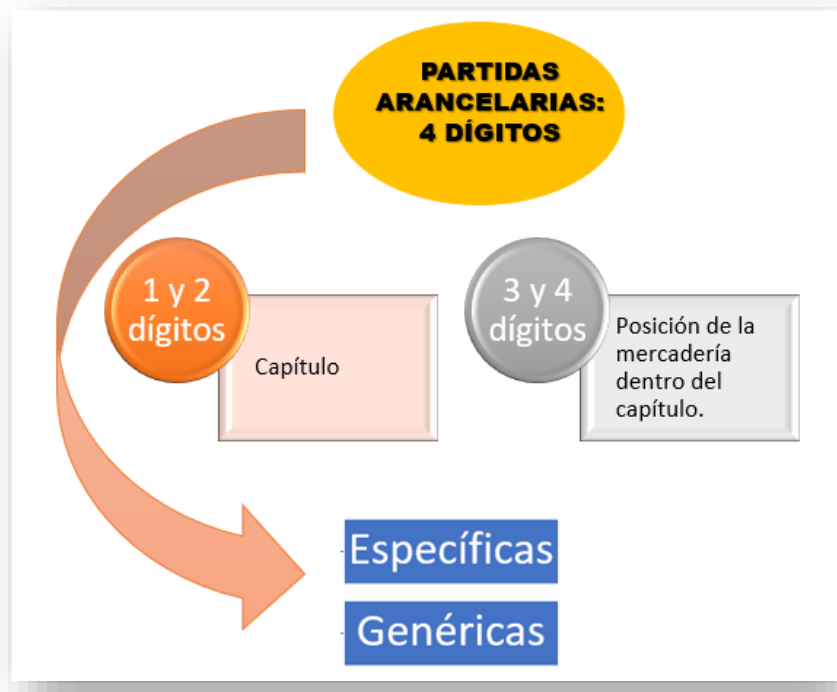 PARTIDAS
ARANCELARIAS:
4 DÍGITOS
1 y 2
dígitos
Capítulo
3 y 4
dígitos
Posición de la
mercadería
dentro del
capítulo.
Específicas
Genéricas